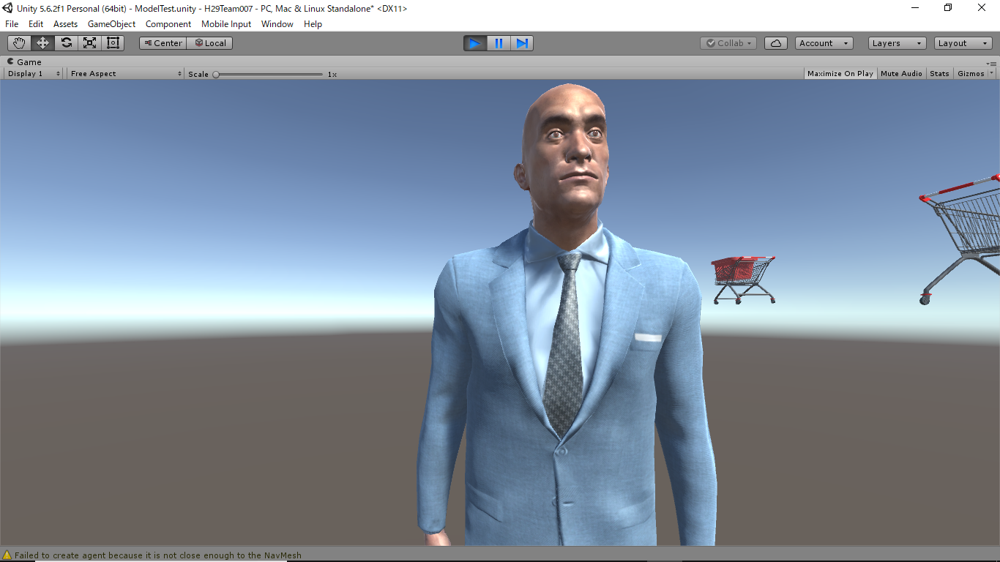 Unity 5.6.2f1 Personal (64bit) - ModelTest.unity - H29Team007 - PC, Mac & Linux Standalone* <DX11>
File Edit Assets GameObject Component Mobile Input Window Help
Center Local Collab Account Layers Layout
Game
Display 1 Free Aspect Scale 1x Maximize On Play Mute Audio Stats Gizmos
Failed to create agent because it is not close enough to the NavMesh